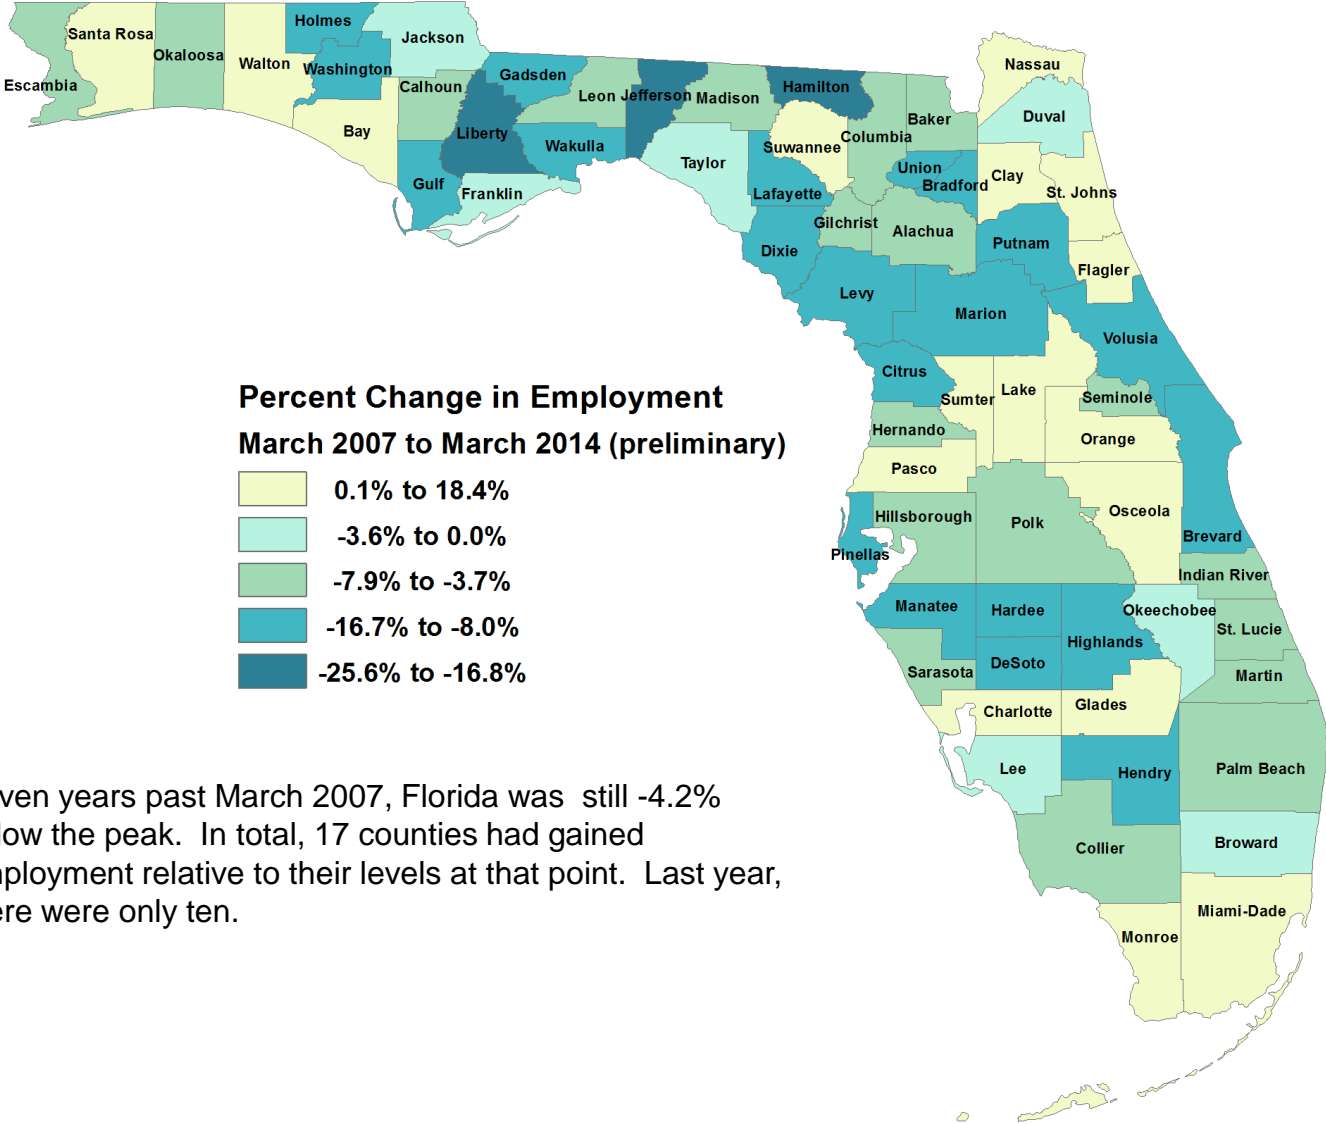 Holmes
Jackson
Santa Rosa
Okaloosa
Walton
Washington
Escambia
Calhoun
Gadsden
Leon
Jefferson
Madison
Hamilton
Nassau
Bay
Liberty
Wakulla
Columbia
Baker
Duval
Suwannee
Taylor
Gulf
Franklin
Lafayette
Union
Bradford
Clay
St. Johns
Gilchrist
Alachua
Putnam
Dixie
Flagler
Levy
Marion
Volusia
Citrus
Sumter
Lake
Seminole
Hernando
Orange
Pasco
Hillsborough
Polk
Osceola
Pinellas
Brevard
Indian River
Manatee
Hardee
Okeechobee
Highlands
St. Lucie
DeSoto
Sarasota
Martin
Charlotte
Glades
Lee
Hendry
Palm Beach
Collier
Broward
Miami-Dade
Monroe
Percent Change in Employment
March 2007 to March 2014 (preliminary)
0.1% to 18.4%
-3.6% to 0.0%
-7.9% to -3.7%
-16.7% to -8.0%
-25.6% to -16.8%
ven years past March 2007, Florida was still -4.2%
low the peak. In total, 17 counties had gained
ployment relative to their levels at that point. Last year,
ere were only ten.